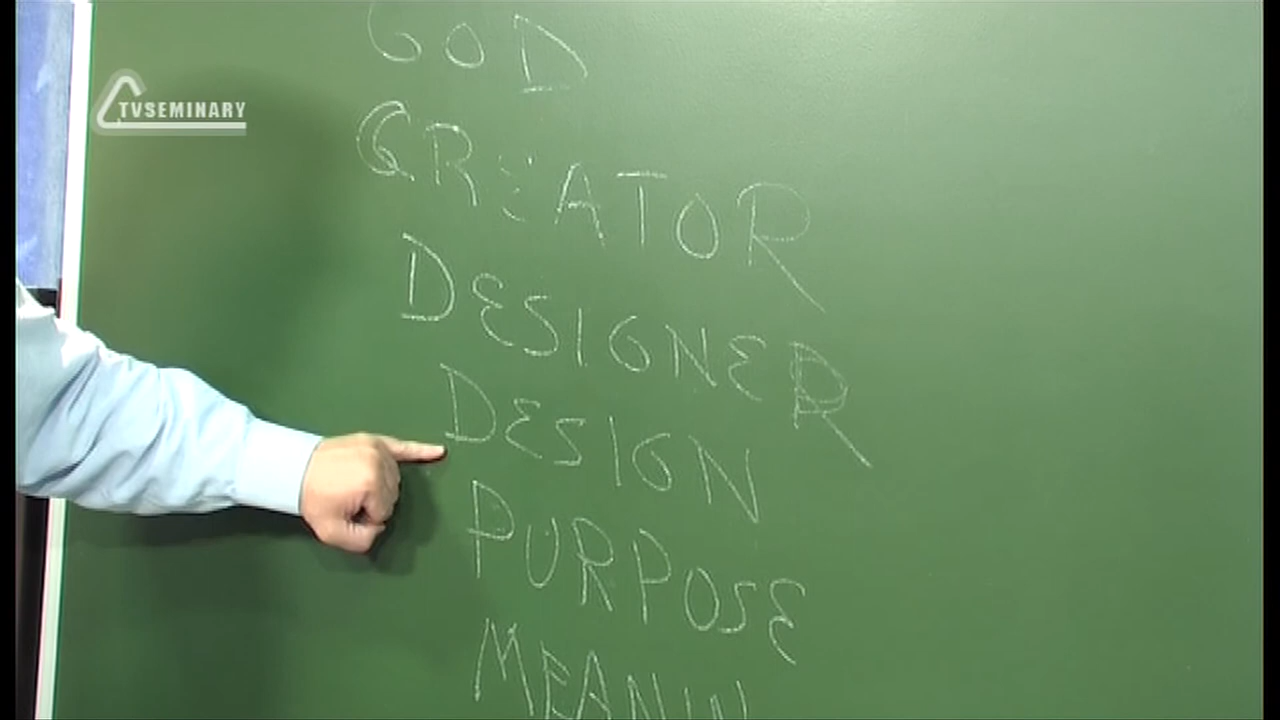 GOD
TVSEMINARY
CREATOR
DESIGNER
DESIGN
PURPOSE
MEANIN